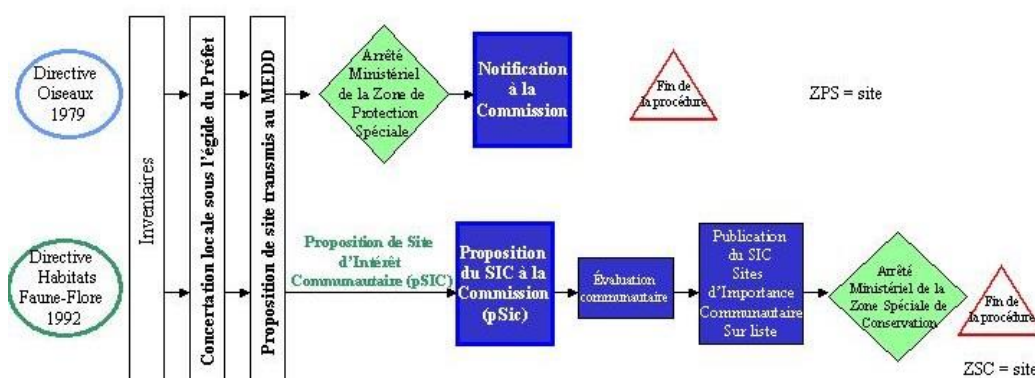 Directive
Oiseaux
1979
Directive
Habitats
Faune-Flore
1992
Inventaires
Concertation locale sous l'égide du Préfet
Proposition de site transmis au MEDD
Arrêté
Ministériel
de la Zone de
Protection
Spéciale
Notification
à la
Commission
Fin de
la procédure
ZPS = site
Proposition de Site
d'Intérêt
Communautaire (pSIC)
Proposition
du SIC à la
Commission
(pSic)
Évaluation
communautaire
Publication
du SIC
Sites
d'Importance
Communautaire
Sur liste
Arrêté
Ministériel de la
Zone Spéciale de
Conservation
Fin de
la procédure
ZSC = site